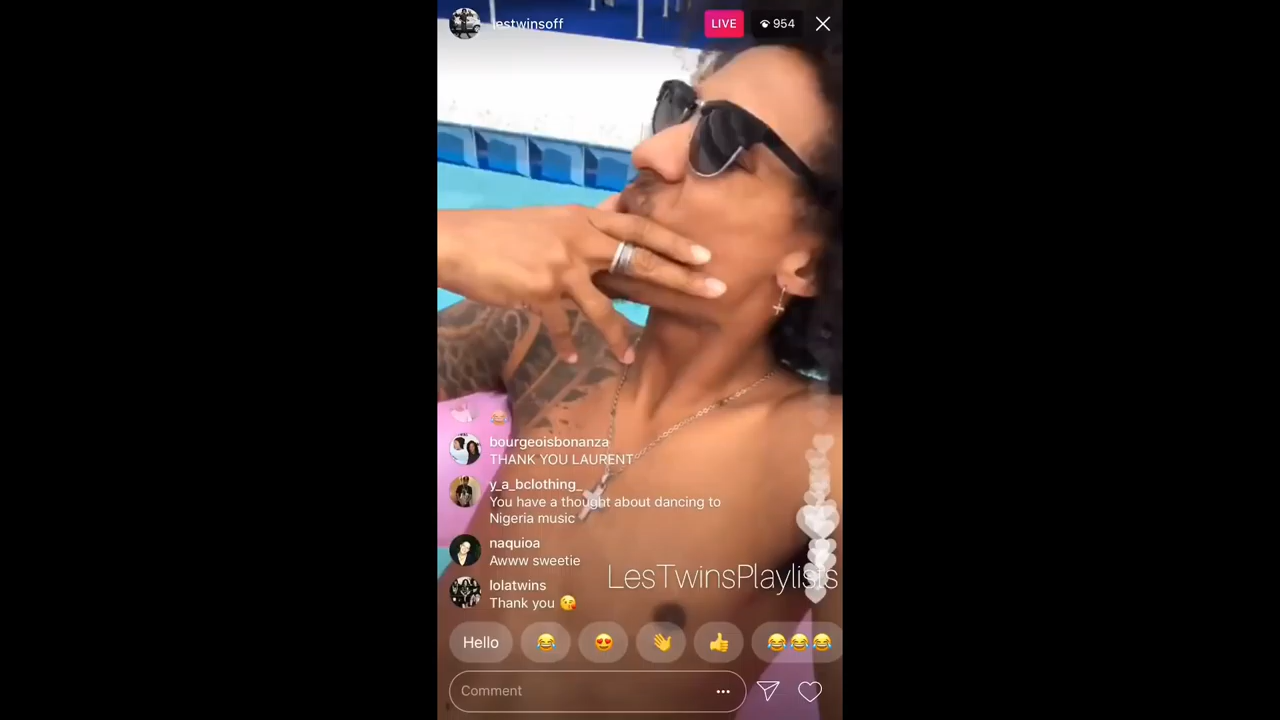 lestwinsoff
LIVE
954
😂
bourgeoisbonanza
THANK YOU LAURENT
y_a_bclothing_
You have a thought about dancing to
Nigeria music
naquioa
Awww sweetie
LesTwinsPlaylists
lolatwins
Thank you 😘
Hello 😂 😍 👋 👍 😂😂😂
Comment